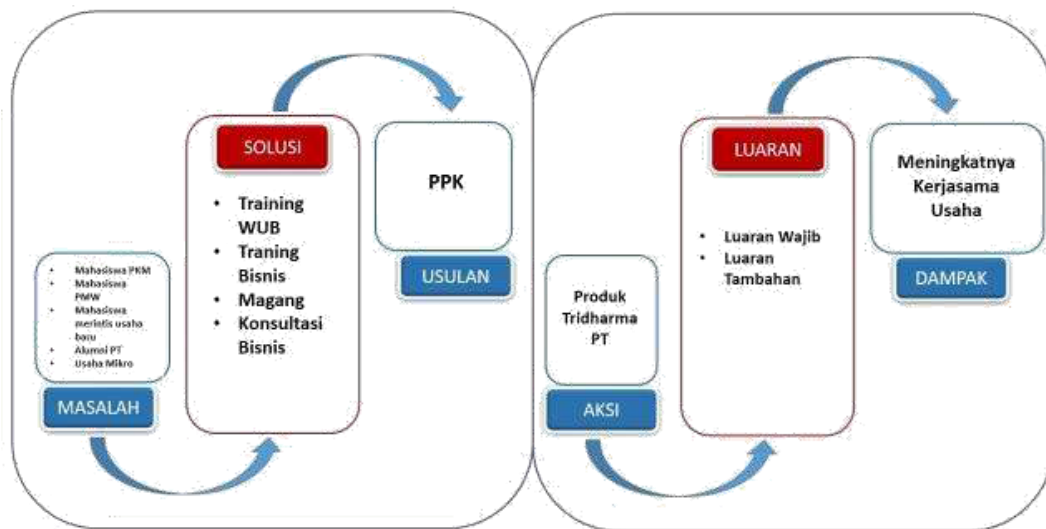 Mahasiswa PKM
Mahasiswa
PMW
Mahasiswa
merintis usaha
baru
Alumni PT
Usaha Mikro
MASALAH
SOLUSI
Training
WUB
Traning
Bisnis
Magang
Konsultasi
Bisnis
PPK
USULAN
Produk
Tridharma
PT
AKSI
LUARAN
Luaran Wajib
Luaran
Tambahan
Meningkatnya
Kerjasama
Usaha
DAMPAK